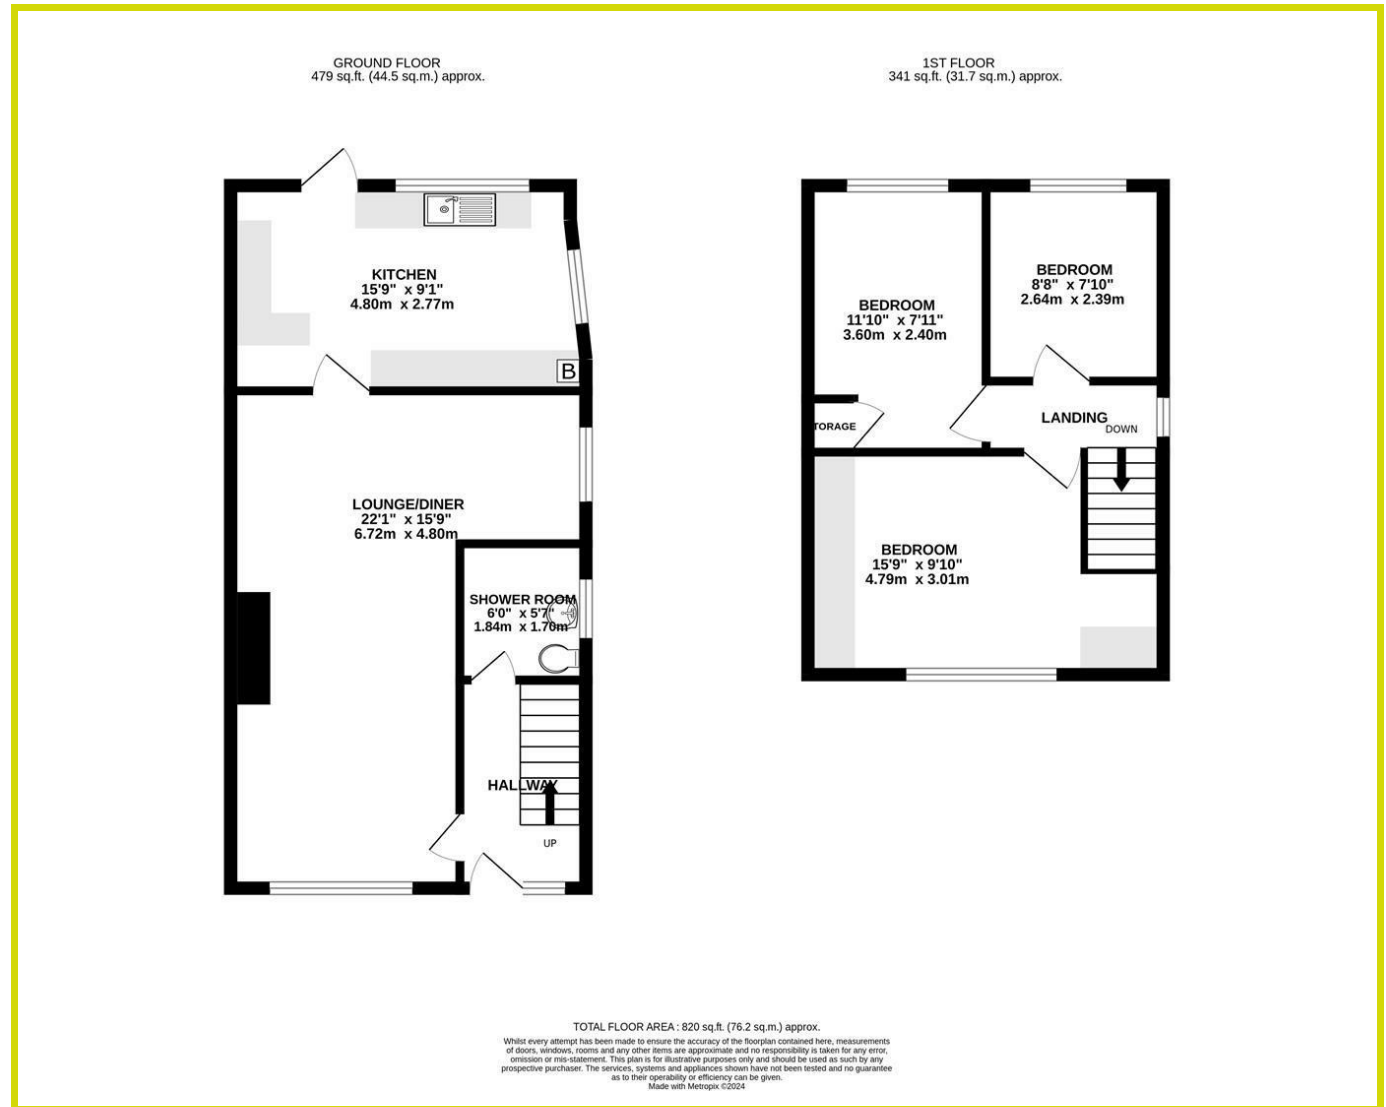 GROUND FLOOR
479 sq.ft. (44.5 sq.m.) approx.
1ST FLOOR
341 sq.ft. (31.7 sq.m.) approx.
KITCHEN
15'9" x 9'1"
4.80m x 2.77m
B
LOUNGE/DINER
22'1" x 15'9"
6.72m x 4.80m
SHOWER ROOM
6'0" x 5'7"
1.84m x 1.70m
HALLWAY
UP
BEDROOM
11'10" x 7'11"
3.60m x 2.40m
BEDROOM
8'8" x 7'10"
2.64m x 2.39m
TORAGE
LANDING
DOWN
BEDROOM
15'9" x 9'10"
4.79m x 3.01m
TOTAL FLOOR AREA : 820 sq.ft. (76.2 sq.m.) approx.
Whilst every attempt has been made to ensure the accuracy of the floorplan contained here, measurements
of doors, windows, rooms and any other items are approximate and no responsibility is taken for any error,
omission or mis-statement. This plan is for illustrative purposes only and should be used as such by any
prospective purchaser. The services, systems and appliances shown have not been tested and no guarantee
as to their operability or efficiency can be given.
Made with Metropix ©2024